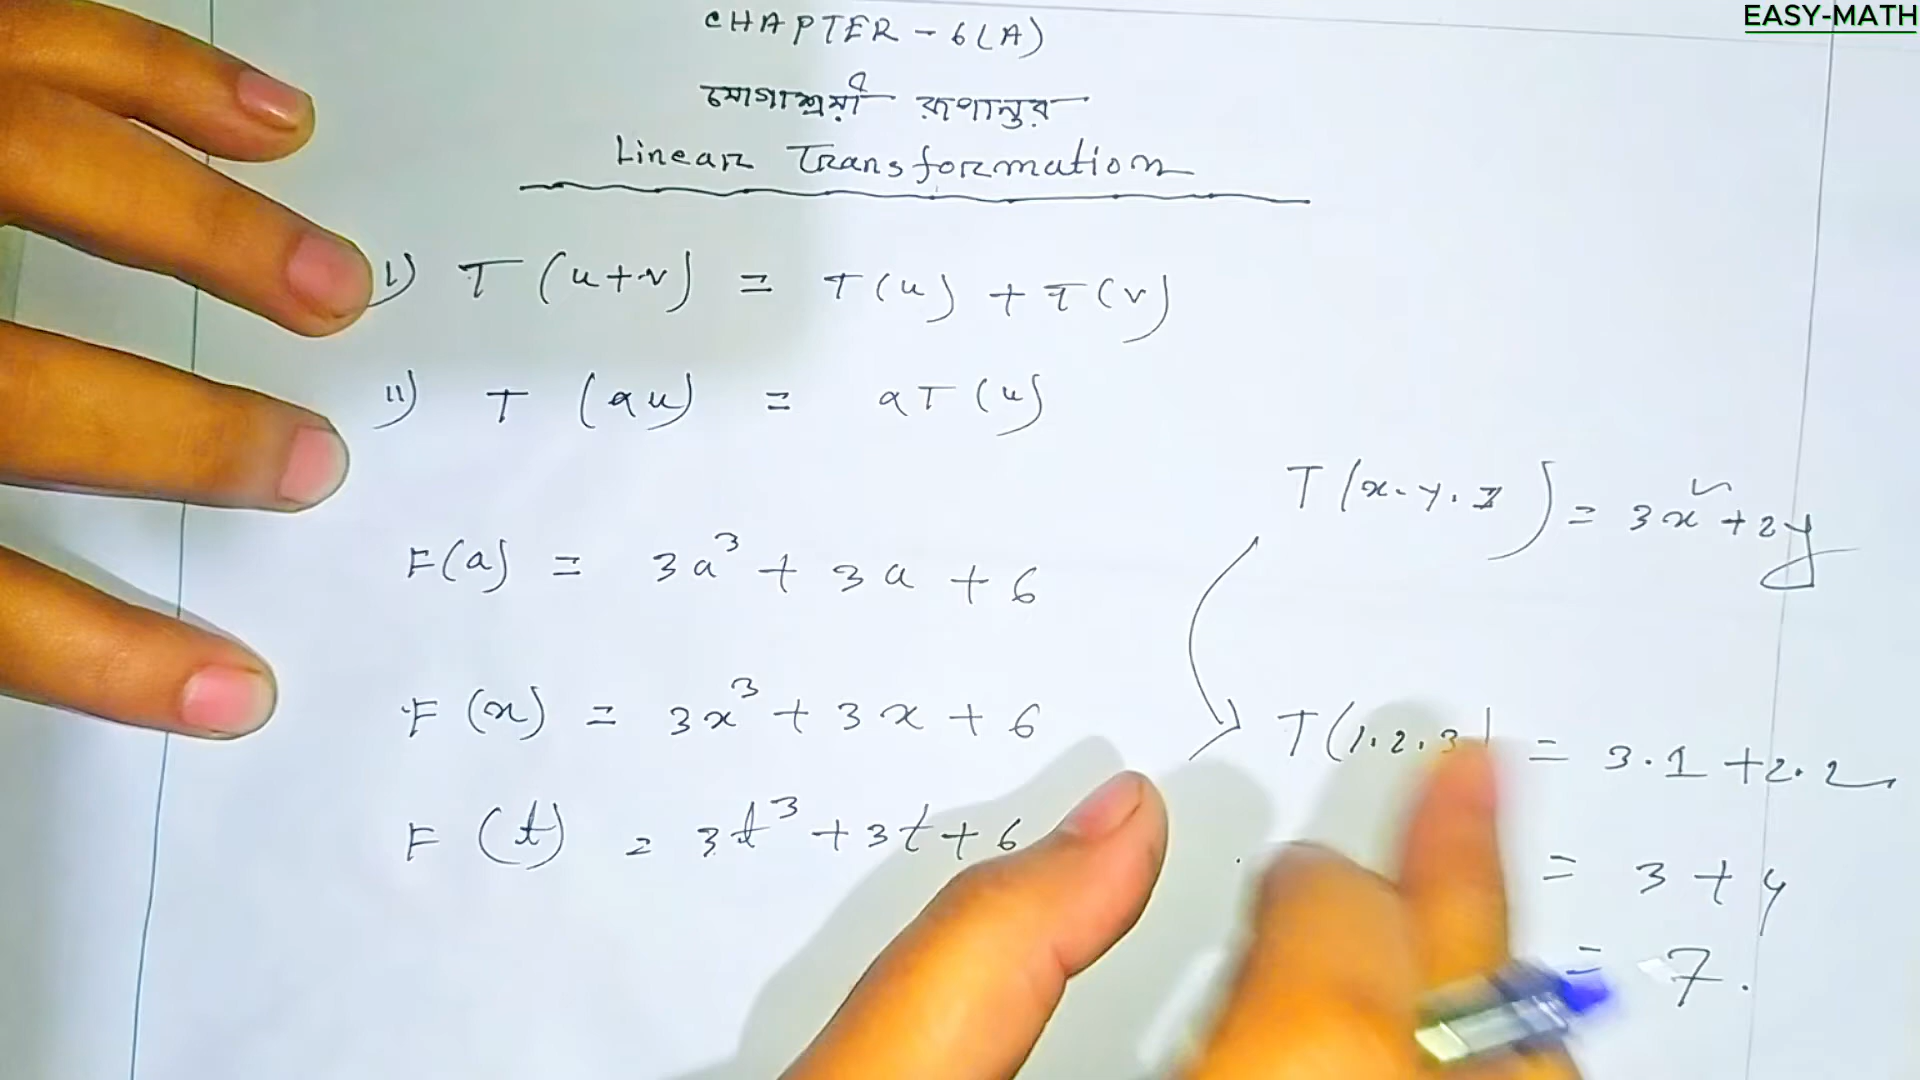 EASY-MATH
CHAPTER - 6(A)
যোগাশ্রয়ী রূপান্তর
Linear Transformation
i) T (u+v) = T(u) + T(v)
ii) T (au) = aT(u)
T(x.y.z) = 3x² + 2y
F(a) = 3a³ + 3a + 6
F(x) = 3x³ + 3x + 6
T(1.2.3) = 3.1 + 2.2
F(t) = 3t³ + 3t + 6
= 3 + 4
= 7.